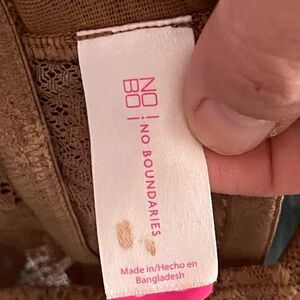 NO!
BO!
NO BOUNDARIES
Made in/Hecho en
Bangladesh